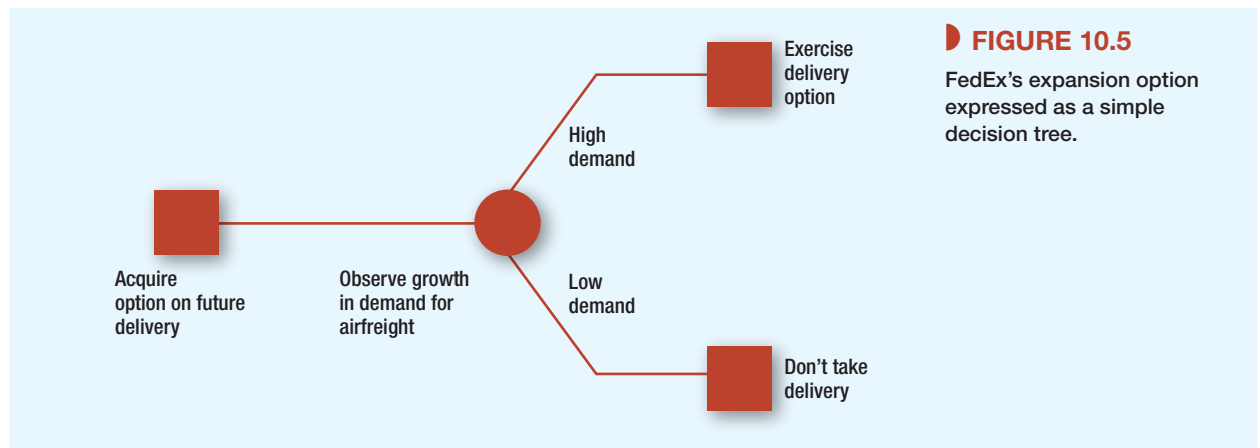 Acquire
option on future
delivery
Observe growth
in demand for
airfreight
High
demand
Low
demand
Exercise
delivery
option
Don’t take
delivery
FIGURE 10.5
FedEx’s expansion option
expressed as a simple
decision tree.